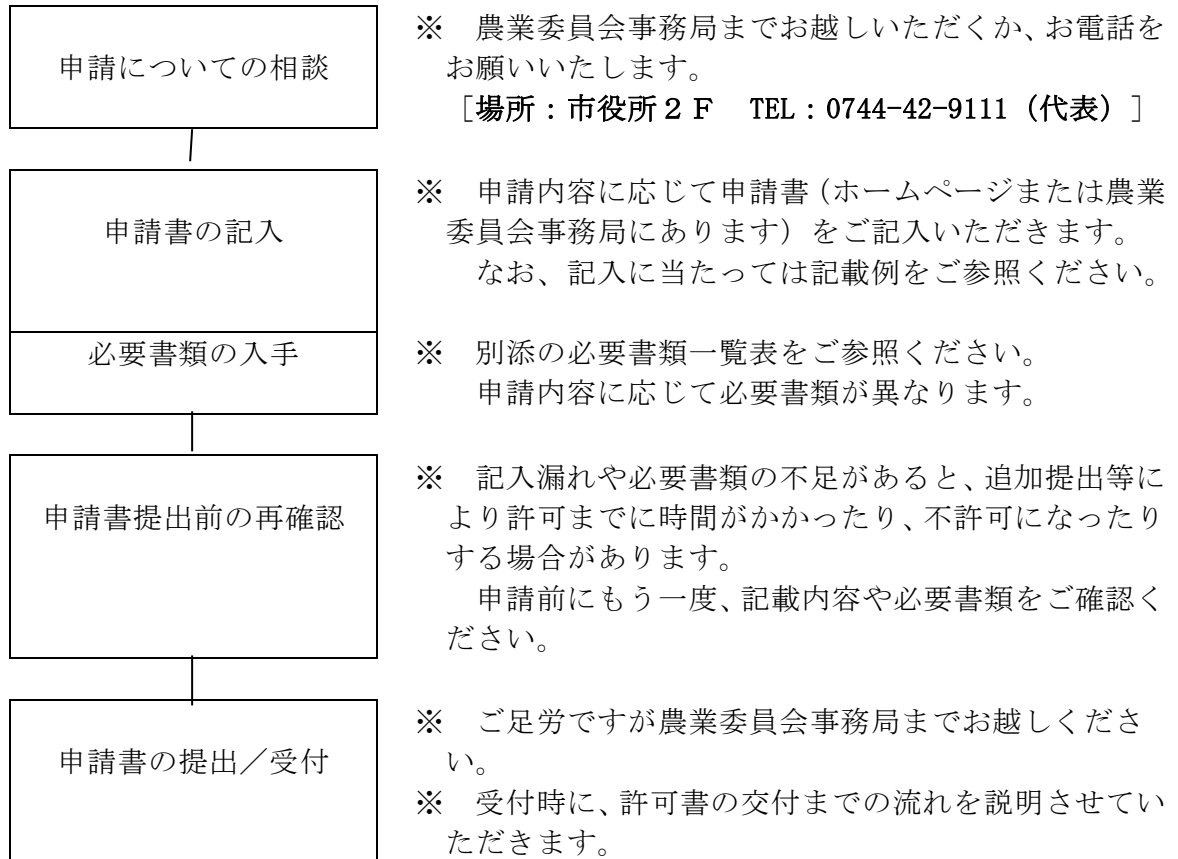 申請についての相談
※　農業委員会事務局までお越しいただくか、お電話を
お願いいたします。
［場所：市役所２Ｆ　TEL：0744-42-9111（代表）］
申請書の記入
※　申請内容に応じて申請書（ホームページまたは農業
委員会事務局にあります）をご記入いただきます。
なお、記入に当たっては記載例をご参照ください。
必要書類の入手
※　別添の必要書類一覧表をご参照ください。
申請内容に応じて必要書類が異なります。
申請書提出前の再確認
※　記入漏れや必要書類の不足があると、追加提出等に
より許可までに時間がかかったり、不許可になったり
する場合があります。
申請前にもう一度、記載内容や必要書類をご確認く
ださい。
申請書の提出／受付
※　ご足労ですが農業委員会事務局までお越しくださ
い。
※　受付時に、許可書の交付までの流れを説明させてい
ただきます。